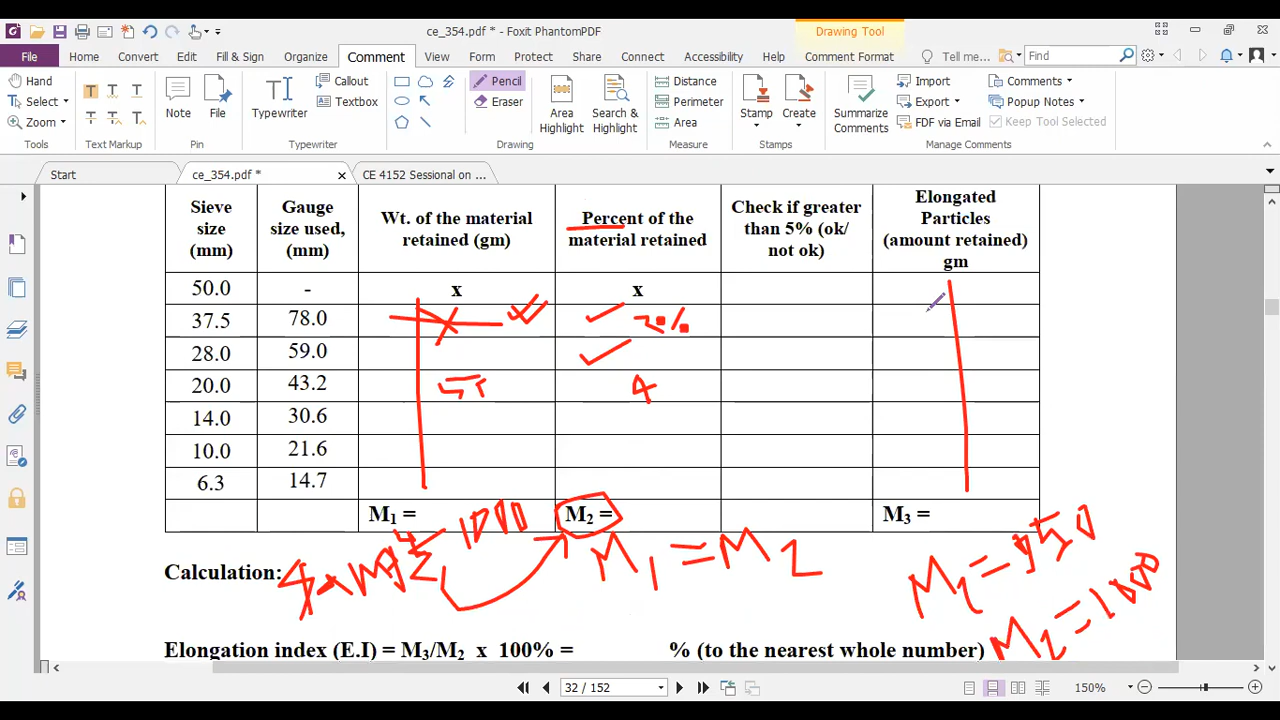 ce_354.pdf * - Foxit PhantomPDF
Drawing Tool
File Home Convert Edit Fill & Sign Organize Comment View Form Protect Share Connect Accessibility Help Comment Format Tell me... Find
Hand
Select
Zoom
Tools
T T T
T T T
Text Markup
Note
File
Pin
Typewriter
Callout
Textbox
Typewriter
Pencil
Eraser
Drawing
Area Highlight
Search & Highlight
Distance
Perimeter
Area
Measure
Stamp
Create
Stamps
Summarize Comments
Import
Export
FDF via Email
Comments
Popup Notes
Keep Tool Selected
Manage Comments
Start ce_354.pdf * CE 4152 Sessional on ...
Sieve size (mm)
Gauge size used, (mm)
Wt. of the material retained (gm)
Percent of the material retained
Check if greater than 5% (ok/ not ok)
Elongated Particles (amount retained) gm
50.0 - x x
37.5 78.0 20%
28.0 59.0
20.0 43.2 4
14.0 30.6
10.0 21.6
6.3 14.7
M1 = M2 = M3 =
1000
M1 = M2
M2 = 950
M2 = 1000
Calculation:
Elongation index (E.I) = M3/M2 x 100% = % (to the nearest whole number)
32 / 152
150%